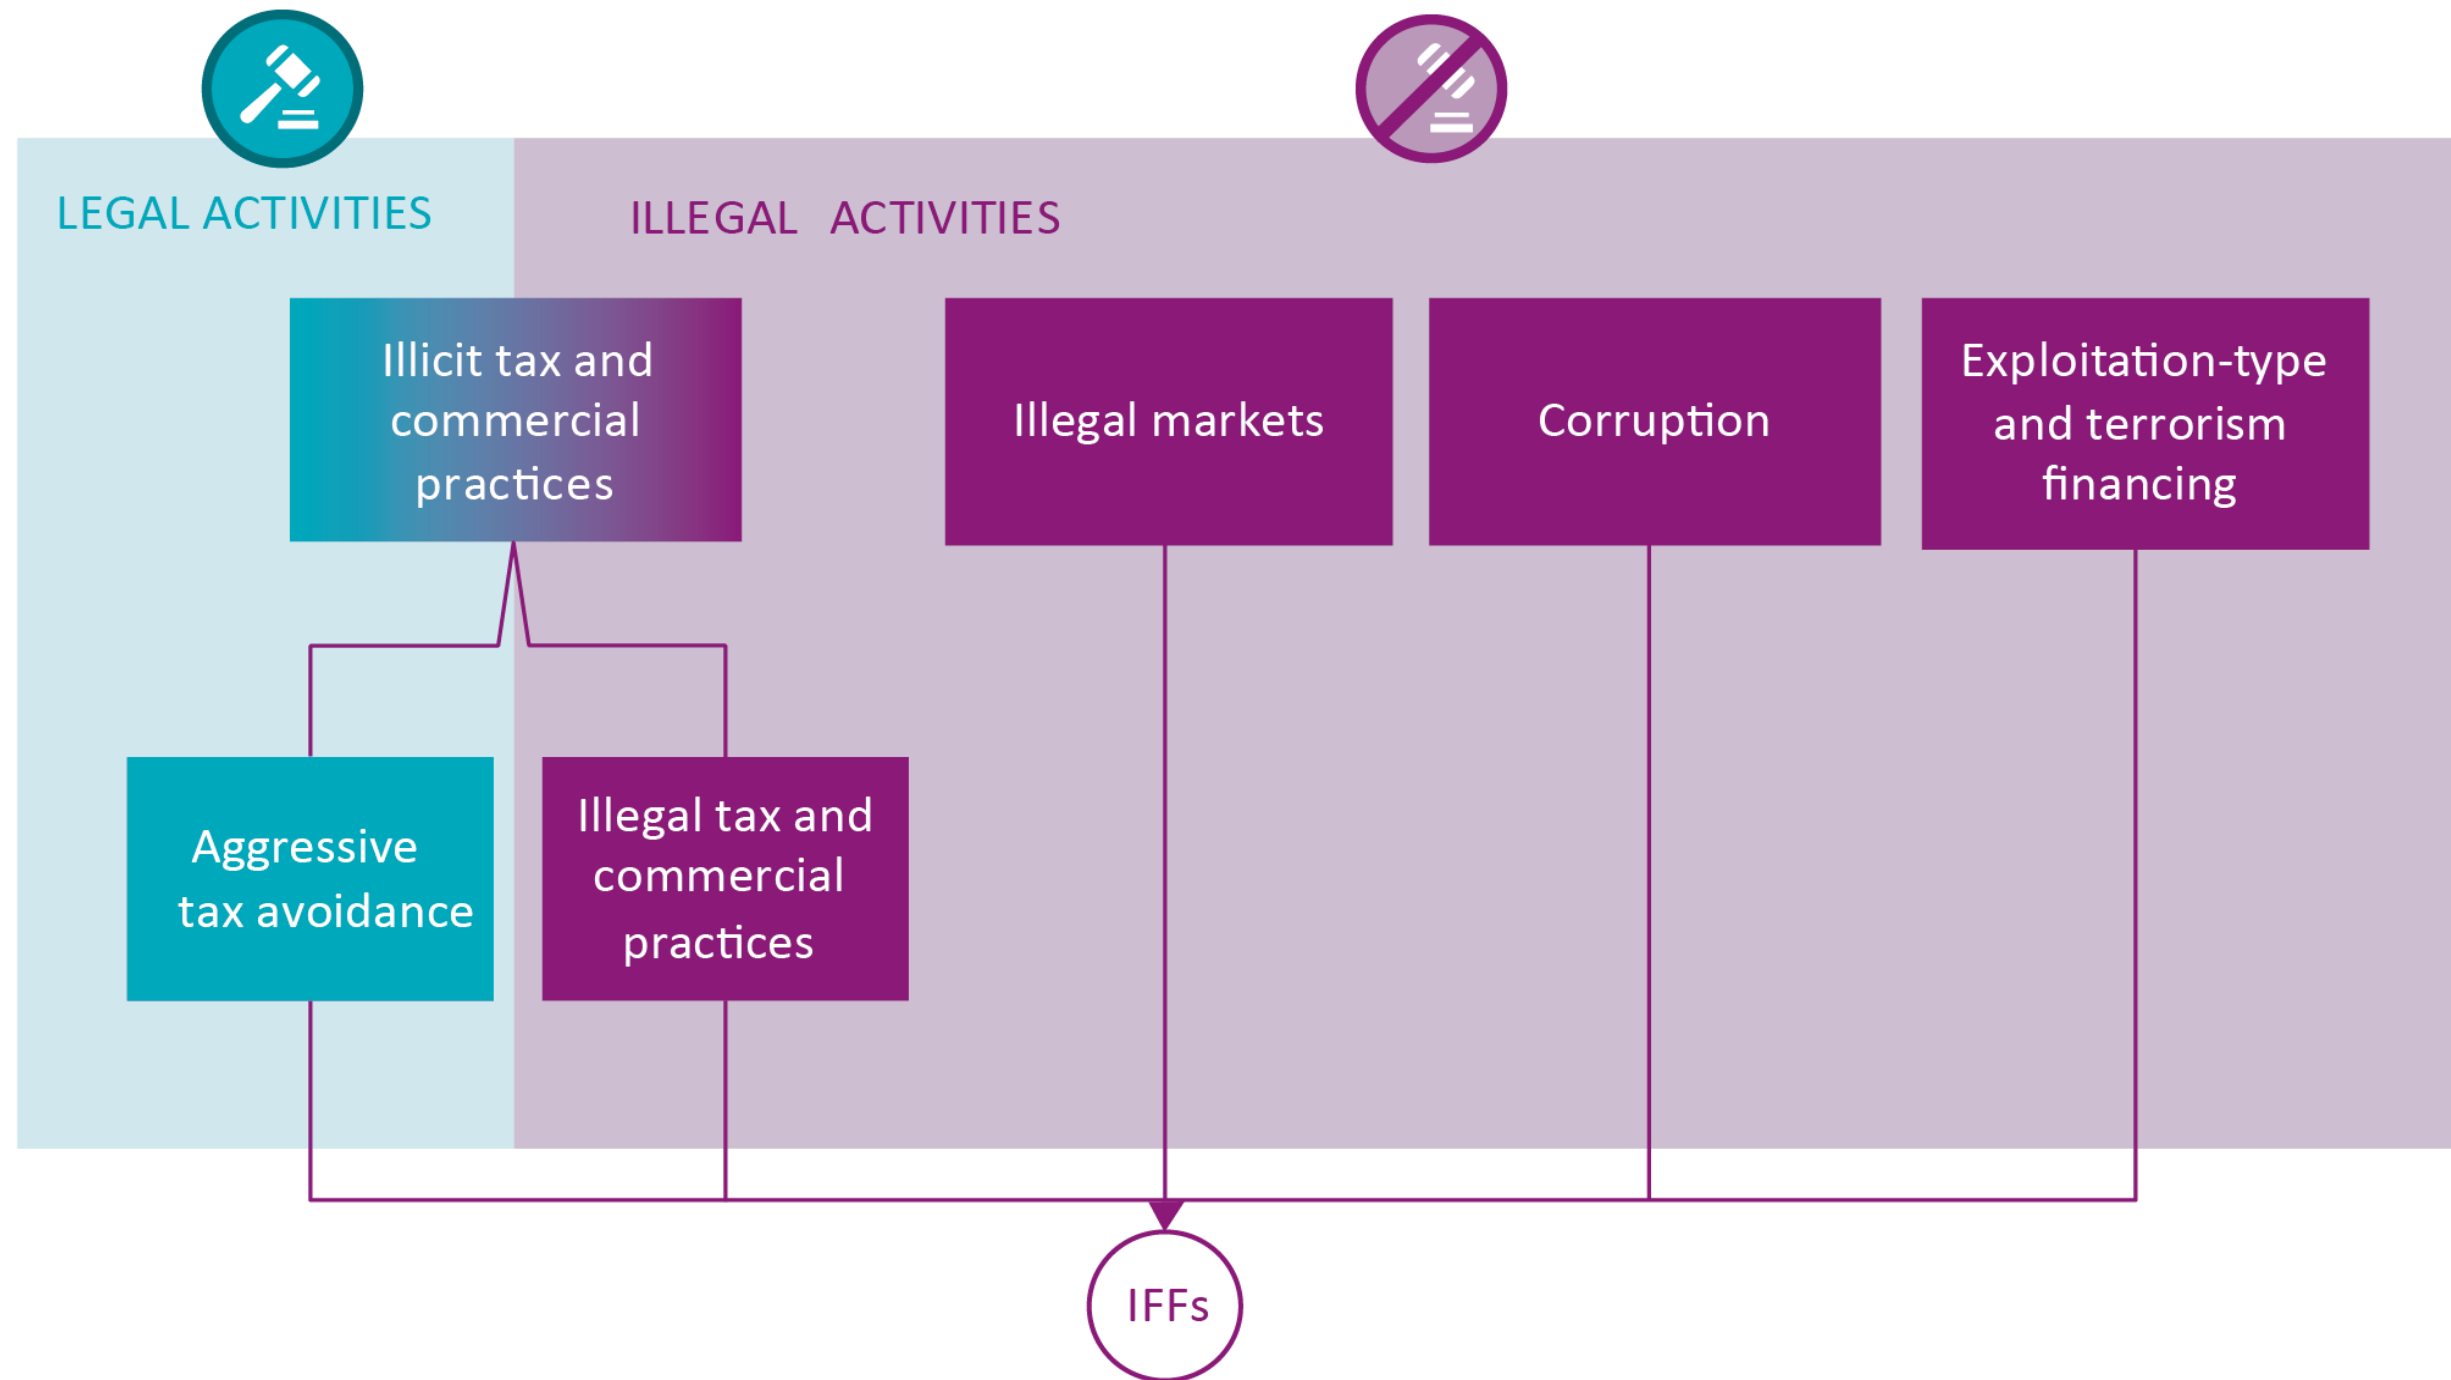 LEGAL ACTIVITIES
ILLEGAL ACTIVITIES
Illicit tax and
commercial
practices
Illegal markets
Corruption
Exploitation-type
and terrorism
financing
Aggressive
tax avoidance
Illegal tax and
commercial
practices
IFFs